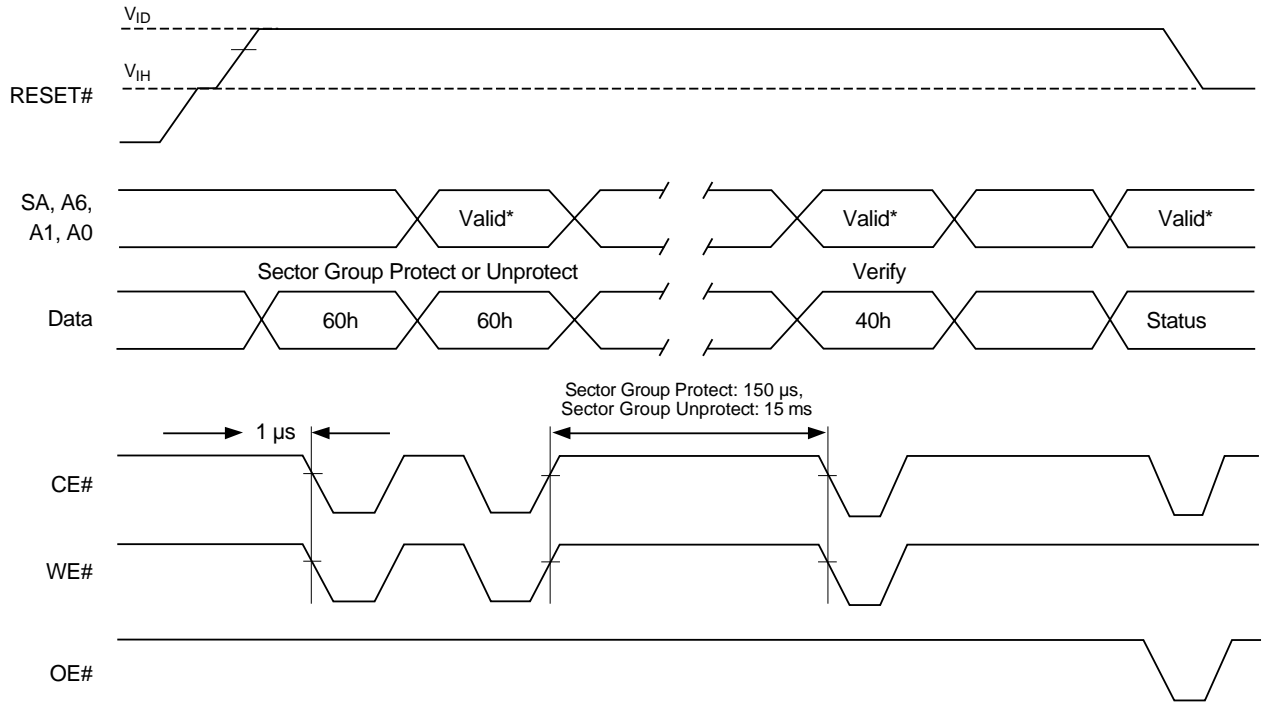 VID
VIH
RESET#
SA, A6,
A1, A0
Valid* Valid* Valid*
Sector Group Protect or Unprotect Verify
Data 60h 60h 40h Status
Sector Group Protect: 150 µs,
Sector Group Unprotect: 15 ms
1 µs
CE#
WE#
OE#